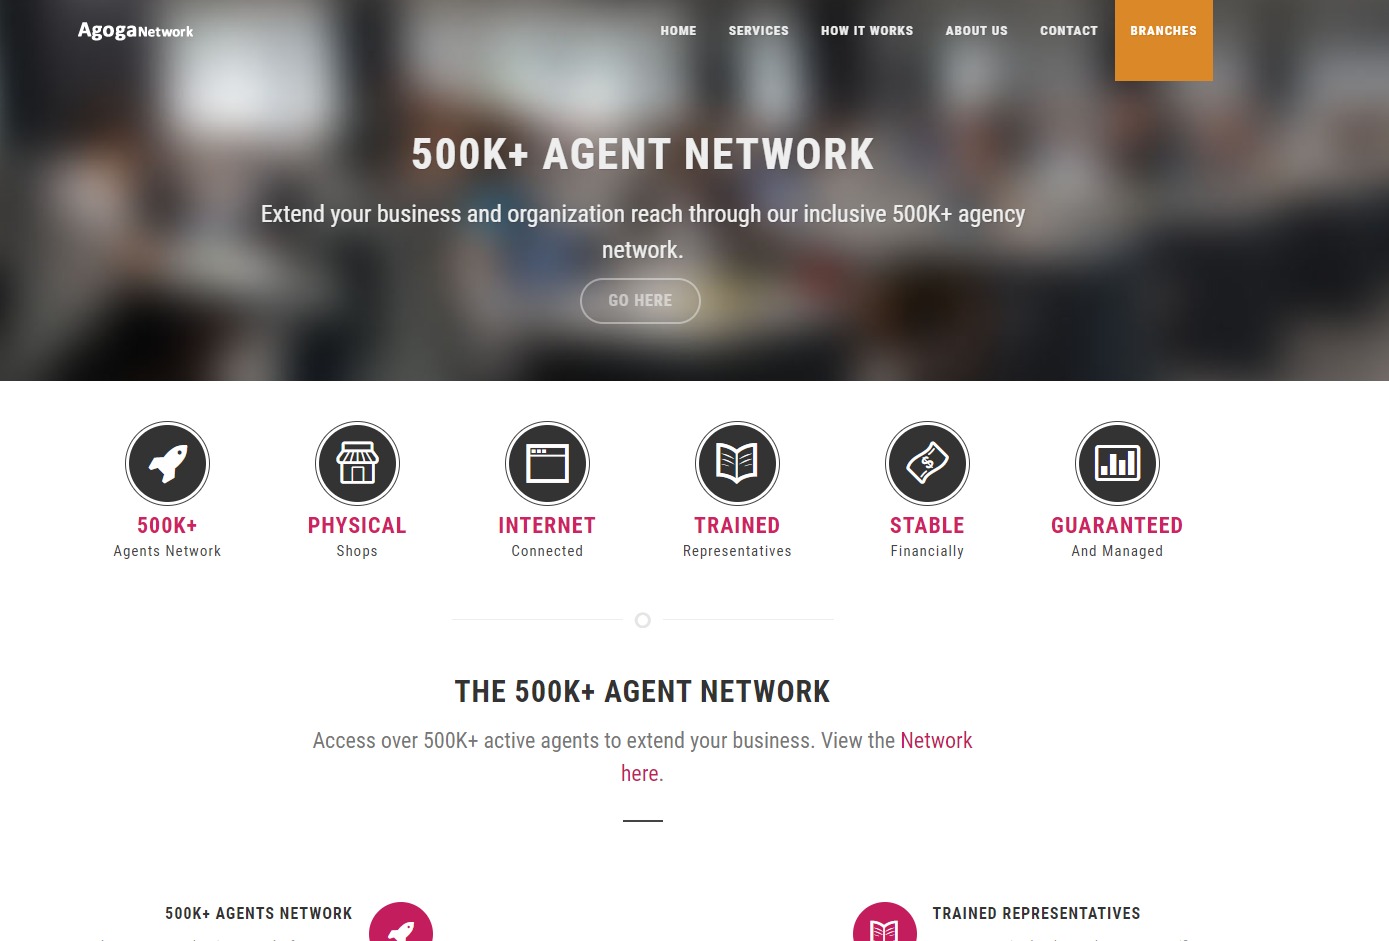 AgogaNetwork
HOME SERVICES HOW IT WORKS ABOUT US CONTACT BRANCHES
500K+ AGENT NETWORK
Extend your business and organization reach through our inclusive 500K+ agency
network.
GO HERE
500K+ PHYSICAL INTERNET TRAINED STABLE GUARANTEED
Agents Network Shops Connected Representatives Financially And Managed
THE 500K+ AGENT NETWORK
Access over 500K+ active agents to extend your business. View the Network
here.
500K+ AGENTS NETWORK TRAINED REPRESENTATIVES